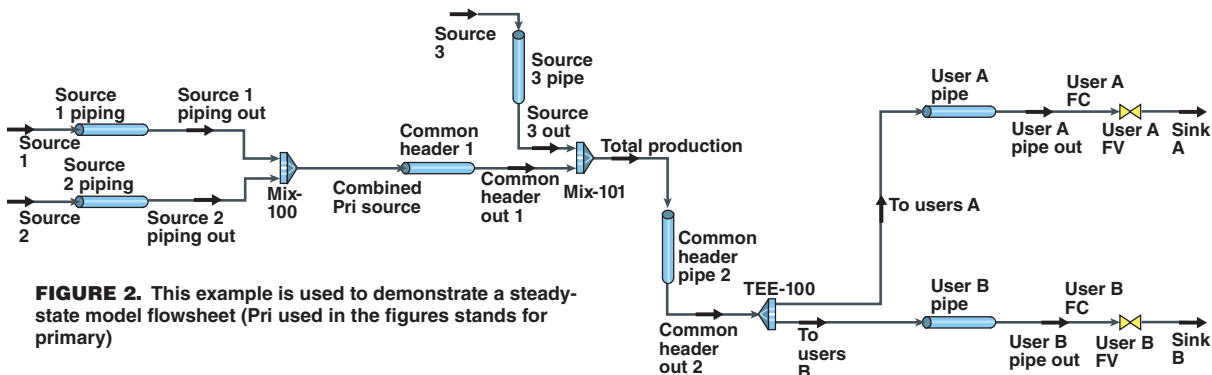 Source
3
Source
3 pipe
Source
1 piping
Source 1
piping out
Source
3 out
Source
1
Source
2 piping
Common
header 1
Total production
Mix-
100
Combined
Pri source
Common
header
out 1
Mix-101
Source
2
Source 2
piping out
User A
pipe
User A
FC
User A
pipe out
User A
FV
Sink
A
To users A
Common
header
pipe 2
TEE-100
User B
pipe
User B
FC
Common
header
out 2
To
users
B
User B
pipe out
User B
FV
Sink
B
FIGURE 2. This example is used to demonstrate a steady-
state model flowsheet (Pri used in the figures stands for
primary)